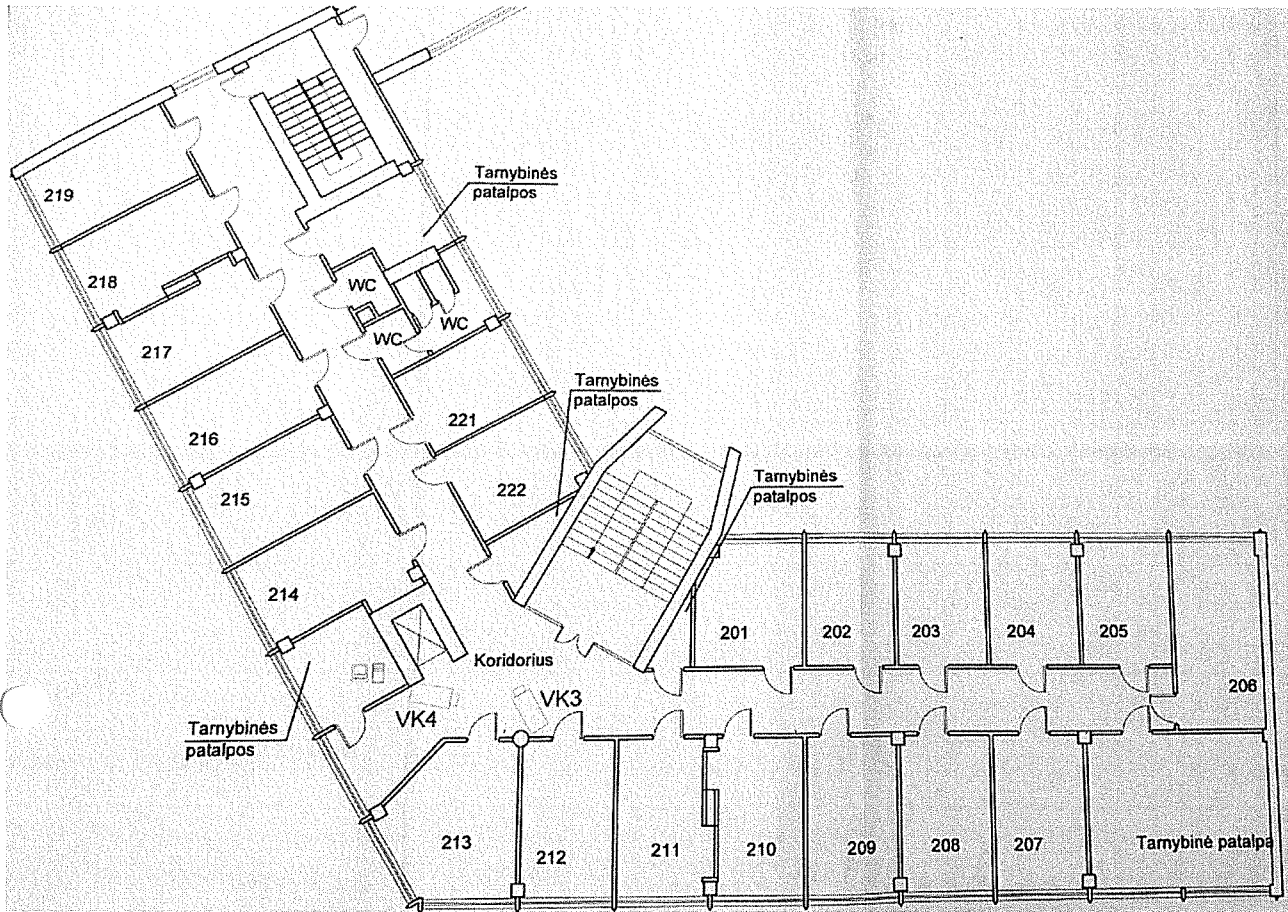 Tarnybinės
patalpos
219
WC
218
WC
WC
217
Tarnybinės
patalpos
221
216
Tarnybinės
patalpos
222
215
214
201
202
203
204
205
Koridorius
206
VK3
VK4
Tarnybinės
patalpos
213
212
211
210
209
208
207
Tarnybinė patalpa